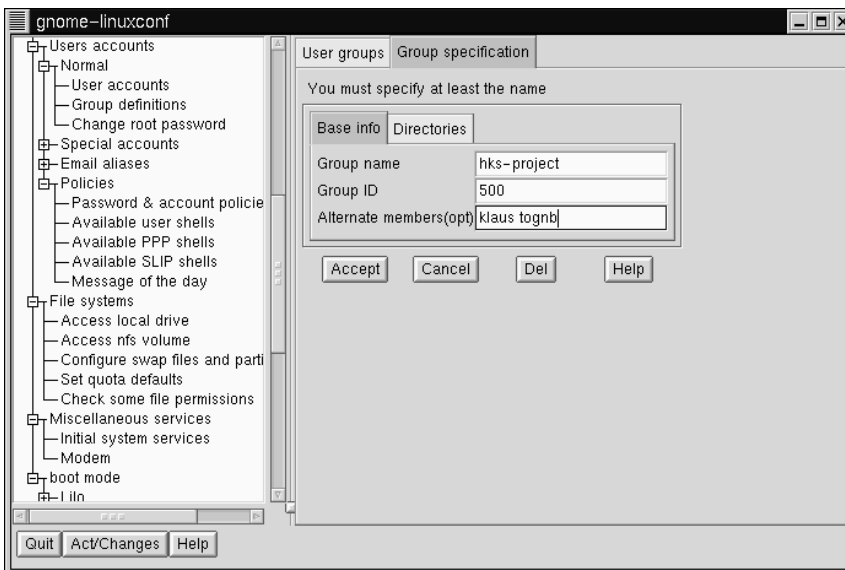 gnome-linuxconf
Users accounts
Normal
User accounts
Group definitions
Change root password
Special accounts
Email aliases
Policies
Password & account policie
Available user shells
Available PPP shells
Available SLIP shells
Message of the day
File systems
Access local drive
Access nfs volume
Configure swap files and parti
Set quota defaults
Check some file permissions
Miscellaneous services
Initial system services
Modem
boot mode
Lilo
User groups Group specification
You must specify at least the name
Base info Directories
Group name hks-project
Group ID 500
Alternate members(opt) klaus tognb
Accept Cancel Del Help
Quit Act/Changes Help